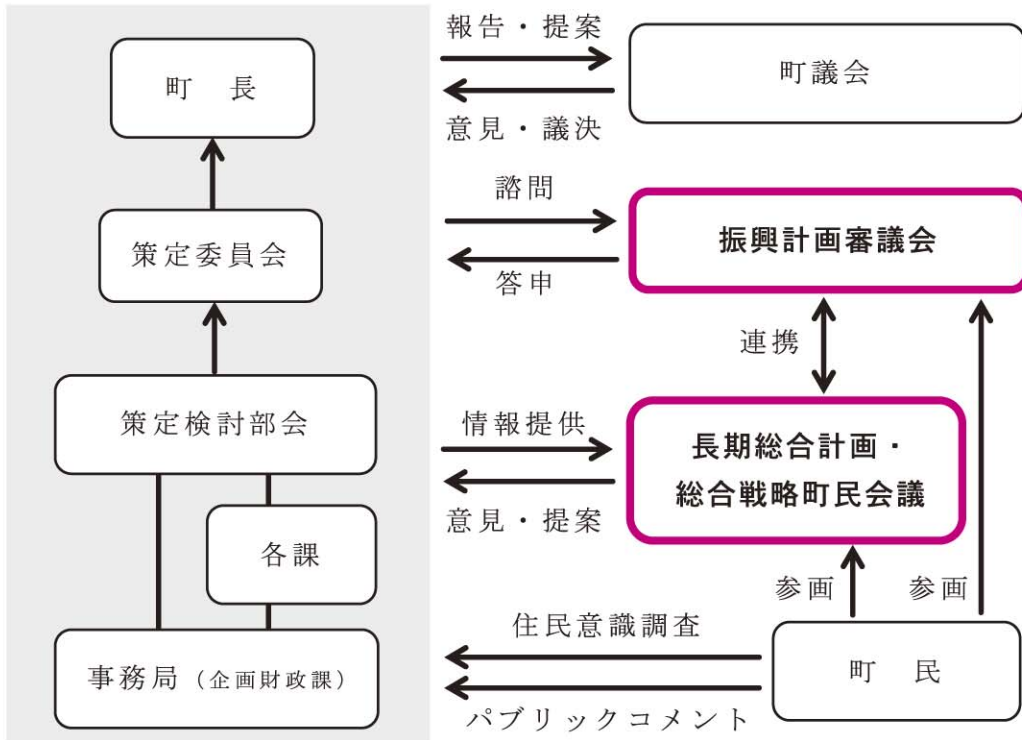 報告・提案
町　長
町議会
意見・議決
諮問
策定委員会
振興計画審議会
答申
連携
策定検討部会
情報提供
長期総合計画・
総合戦略町民会議
意見・提案
各課
参画
参画
住民意識調査
事務局（企画財政課）
町　民
パブリックコメント